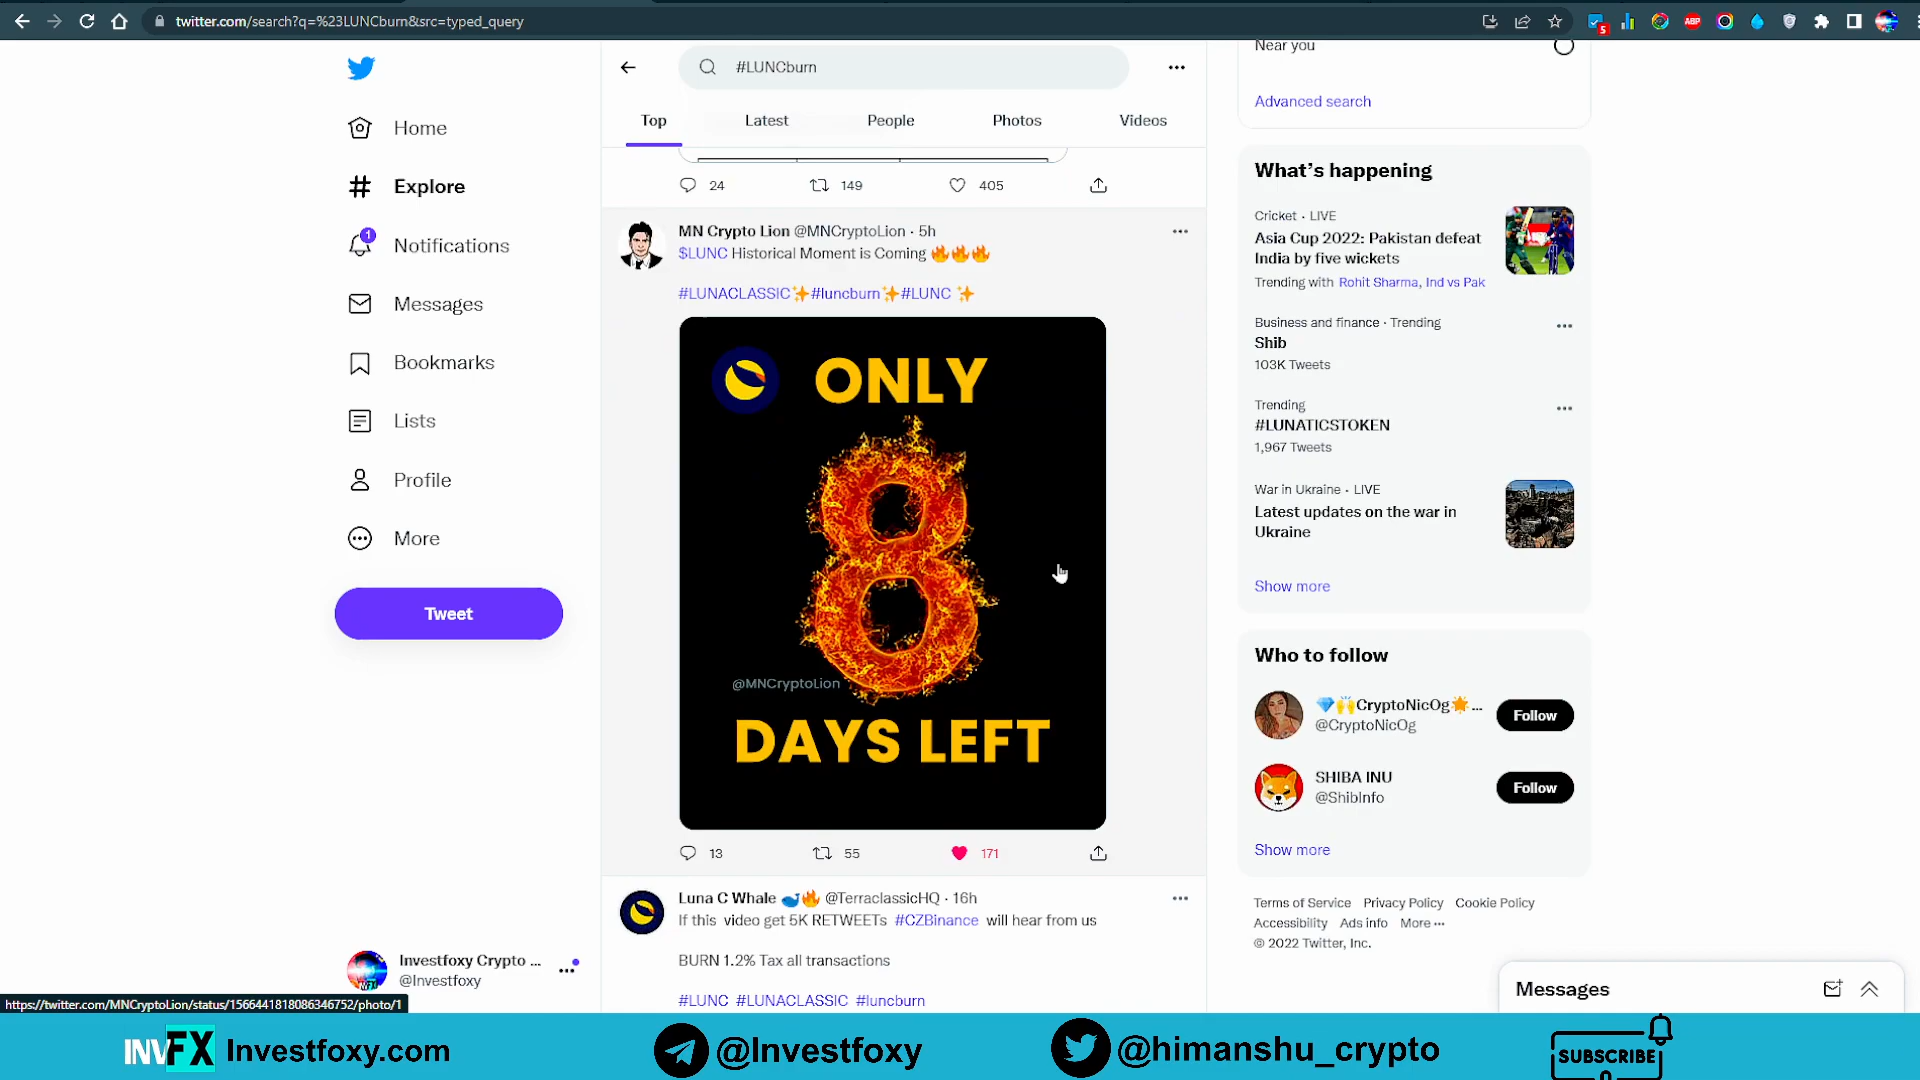 twitter.com/search?q=%23LUNCburn&src=typed_query
5
ABP
Home
Explore
1
Notifications
Messages
Bookmarks
Lists
Profile
More
Tweet
Investfoxy Crypto ...
@Investfoxy
https://twitter.com/MNCryptoLion/status/1566441818086346752/photo/1
#LUNCburn
Top
Latest
People
Photos
Videos
24
149
405
MN Crypto Lion @MNCryptoLion · 5h
$LUNC Historical Moment is Coming 🔥🔥🔥
#LUNACLASSIC✨#luncburn✨#LUNC ✨
ONLY
8
@MNCryptoLion
DAYS LEFT
13
55
171
Luna C Whale 🐋🔥 @TerraclassicHQ · 16h
If this video get 5K RETWEETs #CZBinance will hear from us
BURN 1.2% Tax all transactions
#LUNC #LUNACLASSIC #luncburn
Near you
Advanced search
What's happening
Cricket · LIVE
Asia Cup 2022: Pakistan defeat
India by five wickets
Trending with Rohit Sharma, Ind vs Pak
Business and finance · Trending
Shib
103K Tweets
Trending
#LUNATICSTOKEN
1,967 Tweets
War in Ukraine · LIVE
Latest updates on the war in
Ukraine
Show more
Who to follow
💎🙌CryptoNicOg🌟...
@CryptoNicOg
Follow
SHIBA INU
@ShibInfo
Follow
Show more
Terms of Service Privacy Policy Cookie Policy
Accessibility Ads info More ···
© 2022 Twitter, Inc.
Messages
INVFX Investfoxy.com
@Investfoxy
@himanshu_crypto
SUBSCRIBE